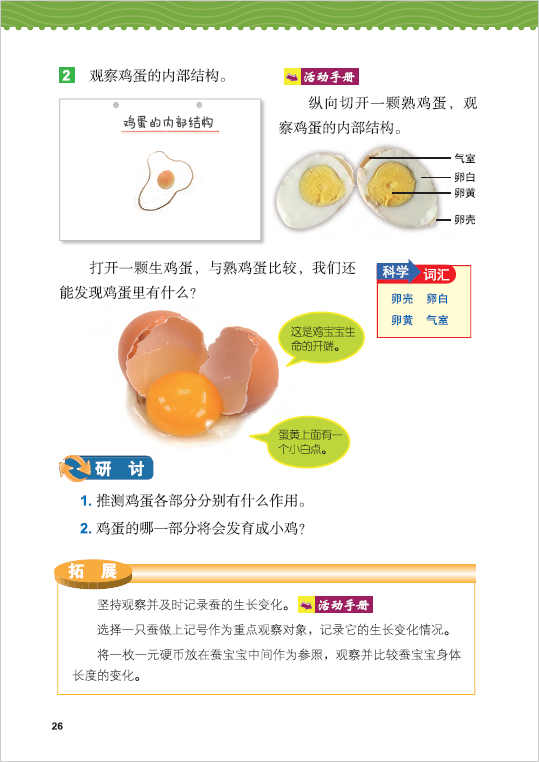 2 观察鸡蛋的内部结构。
鸡蛋的内部结构
活动手册
纵向切开一颗熟鸡蛋，观
察鸡蛋的内部结构。
气室
卵白
卵黄
卵壳
打开一颗生鸡蛋，与熟鸡蛋比较，我们还
能发现鸡蛋里有什么？
科学 词汇
卵壳 卵白
卵黄 气室
这是鸡宝宝生
命的开端。
蛋黄上面有一
个小白点。
研讨
1. 推测鸡蛋各部分分别有什么作用。
2. 鸡蛋的哪一部分将会发育成小鸡？
拓展
坚持观察并及时记录蚕的生长变化。 活动手册
选择一只蚕做上记号作为重点观察对象，记录它的生长变化情况。
将一枚一元硬币放在蚕宝宝中间作为参照，观察并比较蚕宝宝身体
长度的变化。
26